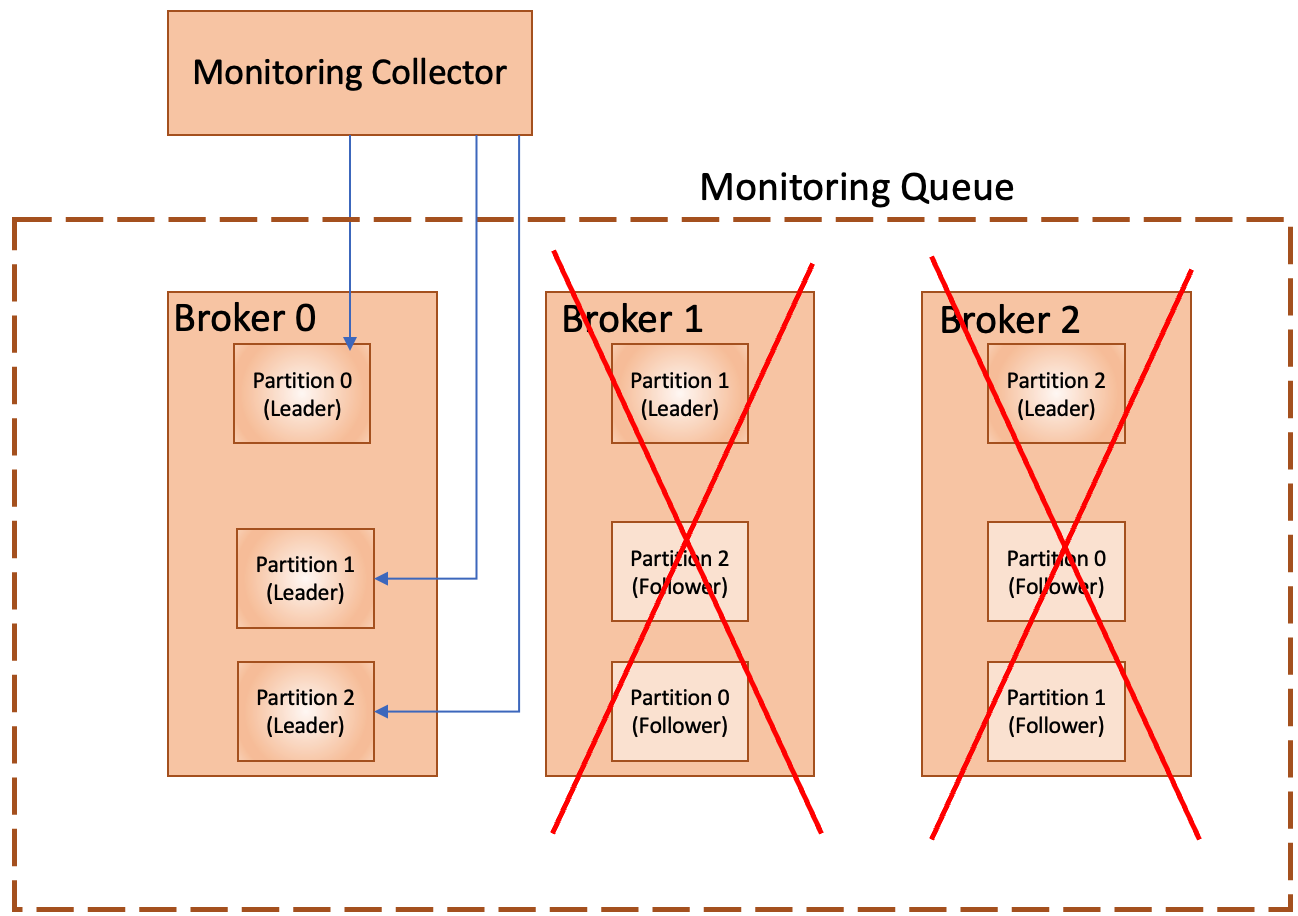 Monitoring Collector
Monitoring Queue
Broker 0
Partition 0
(Leader)
Partition 1
(Leader)
Partition 2
(Leader)
Broker 1
Partition 1
(Leader)
Partition 2
(Follower)
Partition 0
(Follower)
Broker 2
Partition 2
(Leader)
Partition 0
(Follower)
Partition 1
(Follower)